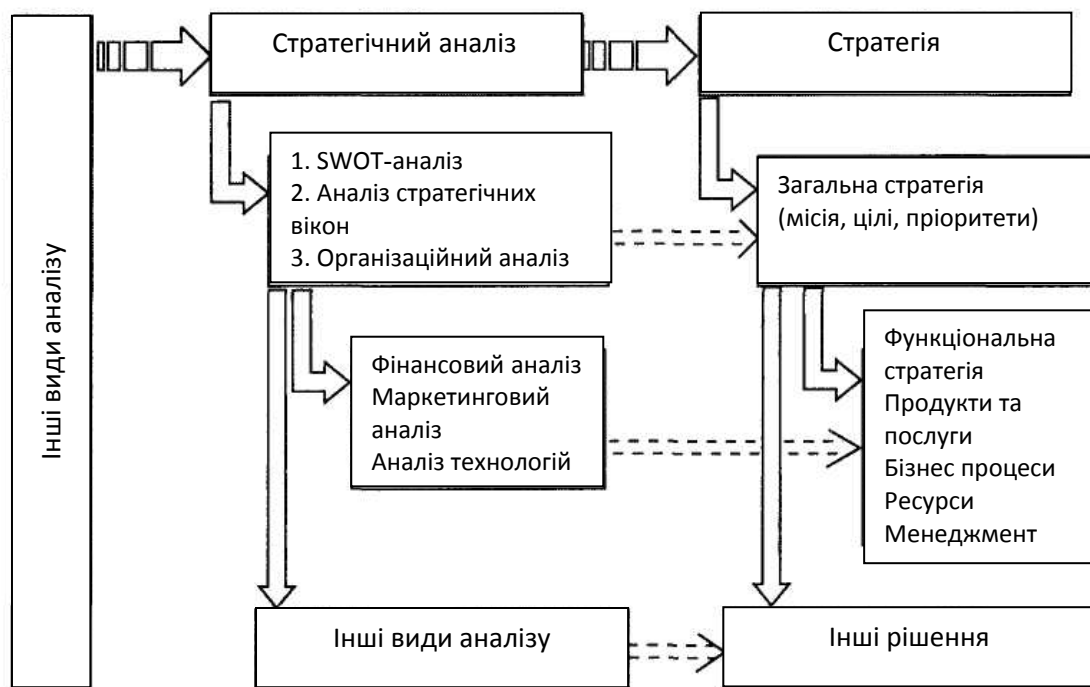 Інші види аналізу
Стратегічний аналіз
Стратегія
1. SWOT-аналіз
2. Аналіз стратегічних
вікон
3. Організаційний аналіз
Загальна стратегія
(місія, цілі, пріоритети)
Фінансовий аналіз
Маркетинговий
аналіз
Аналіз технологій
Функціональна
стратегія
Продукти та
послуги
Бізнес процеси
Ресурси
Менеджмент
Інші види аналізу
Інші рішення